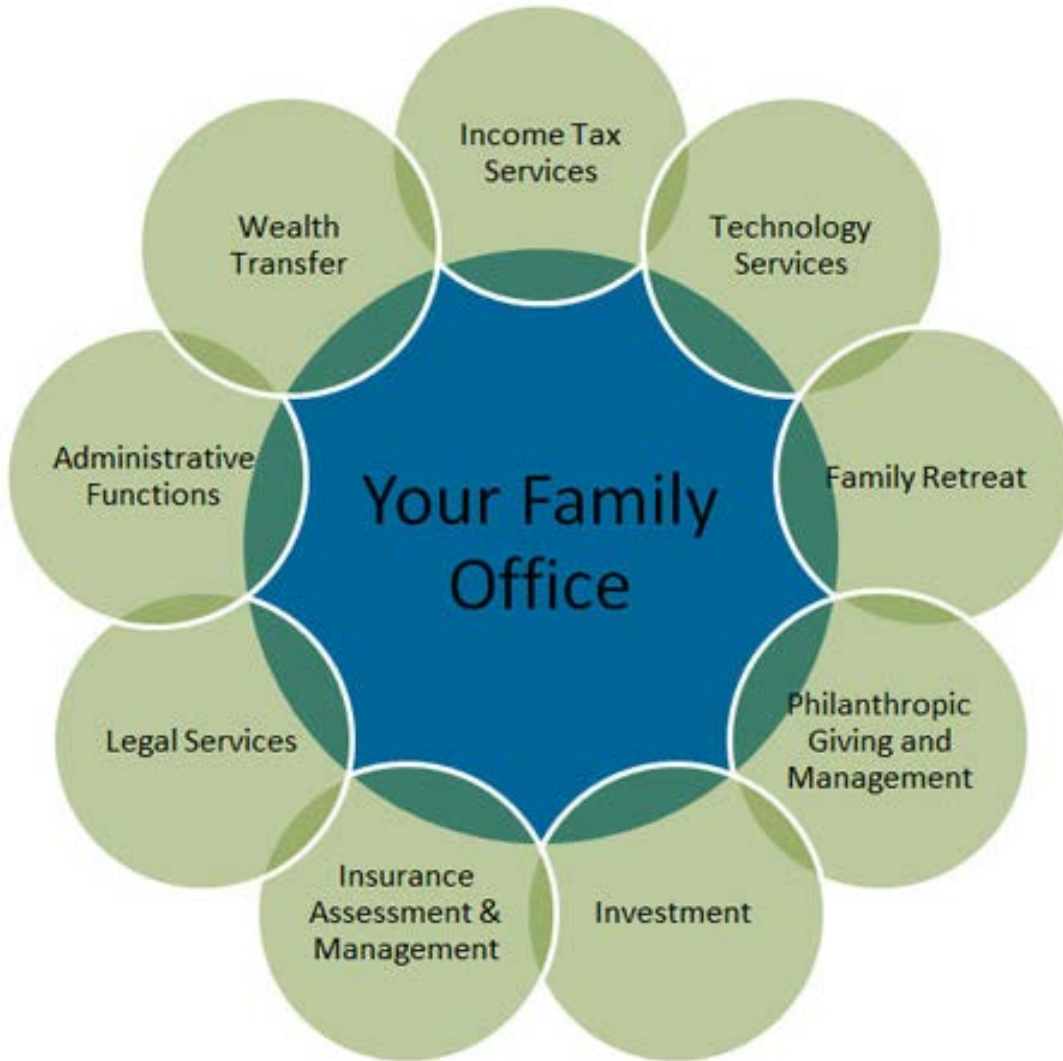 Income Tax
Services
Technology
Services
Family Retreat
Philanthropic
Giving and
Management
Investment
Insurance
Assessment &
Management
Legal Services
Administrative
Functions
Wealth
Transfer
Your Family
Office